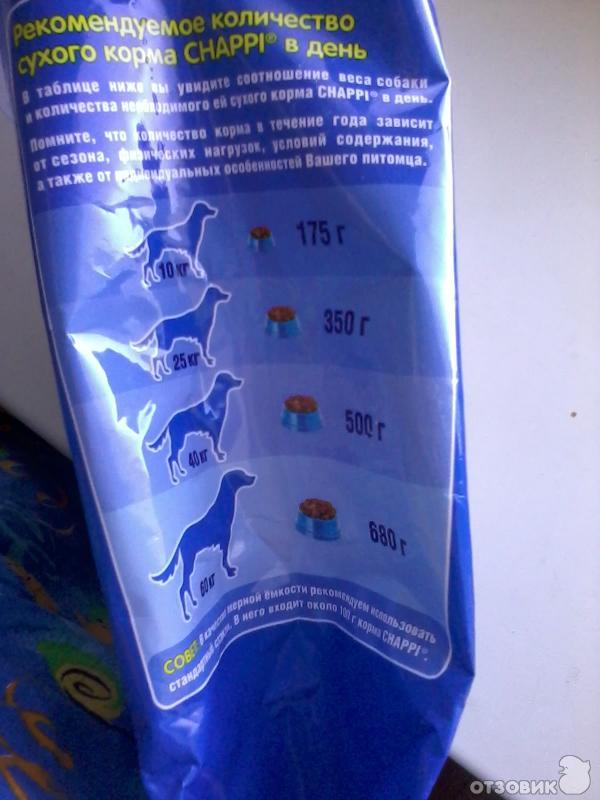 Рекомендуемое количество
сухого корма CHAPPI® в день
В таблице ниже вы увидите соотношение веса собаки
и количества необходимого ей сухого корма CHAPPI® в день.
Помните, что количество корма в течение года зависит
от сезона, физических нагрузок, условий содержания,
а также от индивидуальных особенностей Вашего питомца.
10 кг 175 г
25 кг 350 г
40 кг 500 г
60 кг 680 г
СОВЕТ: В качестве мерной ёмкости рекомендуем использовать
стандартный стакан. В него входит около 100 г корма CHAPPI®.
ОТЗОВИК